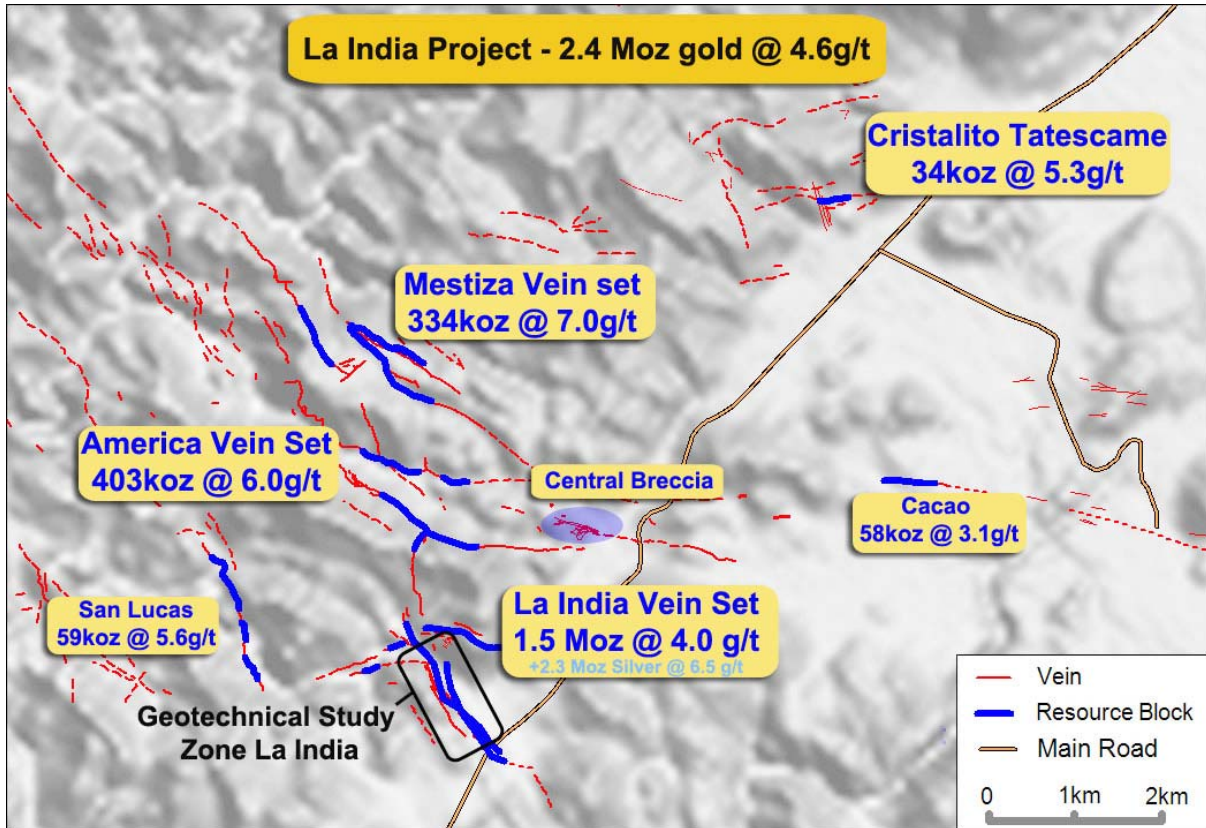 La India Project - 2.4 Moz gold @ 4.6g/t
Cristalito Tatescame
34koz @ 5.3g/t
Mestiza Vein set
334koz @ 7.0g/t
America Vein Set
403koz @ 6.0g/t
Central Breccia
Cacao
58koz @ 3.1g/t
San Lucas
59koz @ 5.6g/t
La India Vein Set
1.5 Moz @ 4.0 g/t
+2.3 Moz Silver @ 6.5 g/t
Geotechnical Study
Zone La India
Vein
Resource Block
Main Road
0 1km 2km